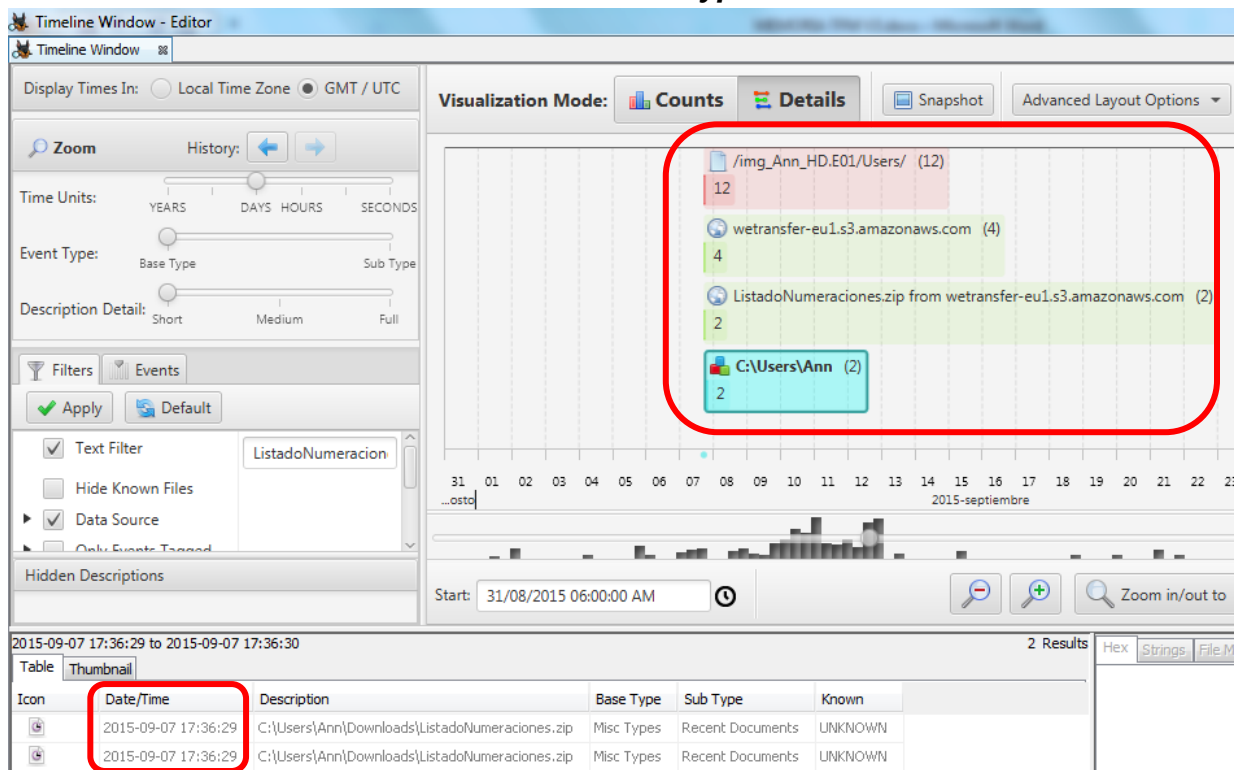 Timeline Window - Editor
Timeline Window
Display Times In: Local Time Zone GMT / UTC
Zoom History:
Time Units:
YEARS DAYS HOURS SECONDS
Event Type:
Base Type Sub Type
Description Detail:
Short Medium Full
Filters Events
Apply Default
Text Filter ListadoNumeracion
Hide Known Files
Data Source
Only Events Tagged
Hidden Descriptions
Visualization Mode: Counts Details Snapshot Advanced Layout Options
/img_Ann_HD.E01/Users/ (12)
12
wetransfer-eu1.s3.amazonaws.com (4)
4
ListadoNumeraciones.zip from wetransfer-eu1.s3.amazonaws.com (2)
2
C:\Users\Ann (2)
2
31 01 02 03 04 05 06 07 08 09 10 11 12 13 14 15 16 17 18 19 20 21 22 23
...osto 2015-septiembre
Start: 31/08/2015 06:00:00 AM Zoom in/out to
2015-09-07 17:36:29 to 2015-09-07 17:36:30 2 Results
Hex Strings File M
Table Thumbnail
Icon Date/Time Description Base Type Sub Type Known
2015-09-07 17:36:29 C:\Users\Ann\Downloads\ListadoNumeraciones.zip Misc Types Recent Documents UNKNOWN
2015-09-07 17:36:29 C:\Users\Ann\Downloads\ListadoNumeraciones.zip Misc Types Recent Documents UNKNOWN